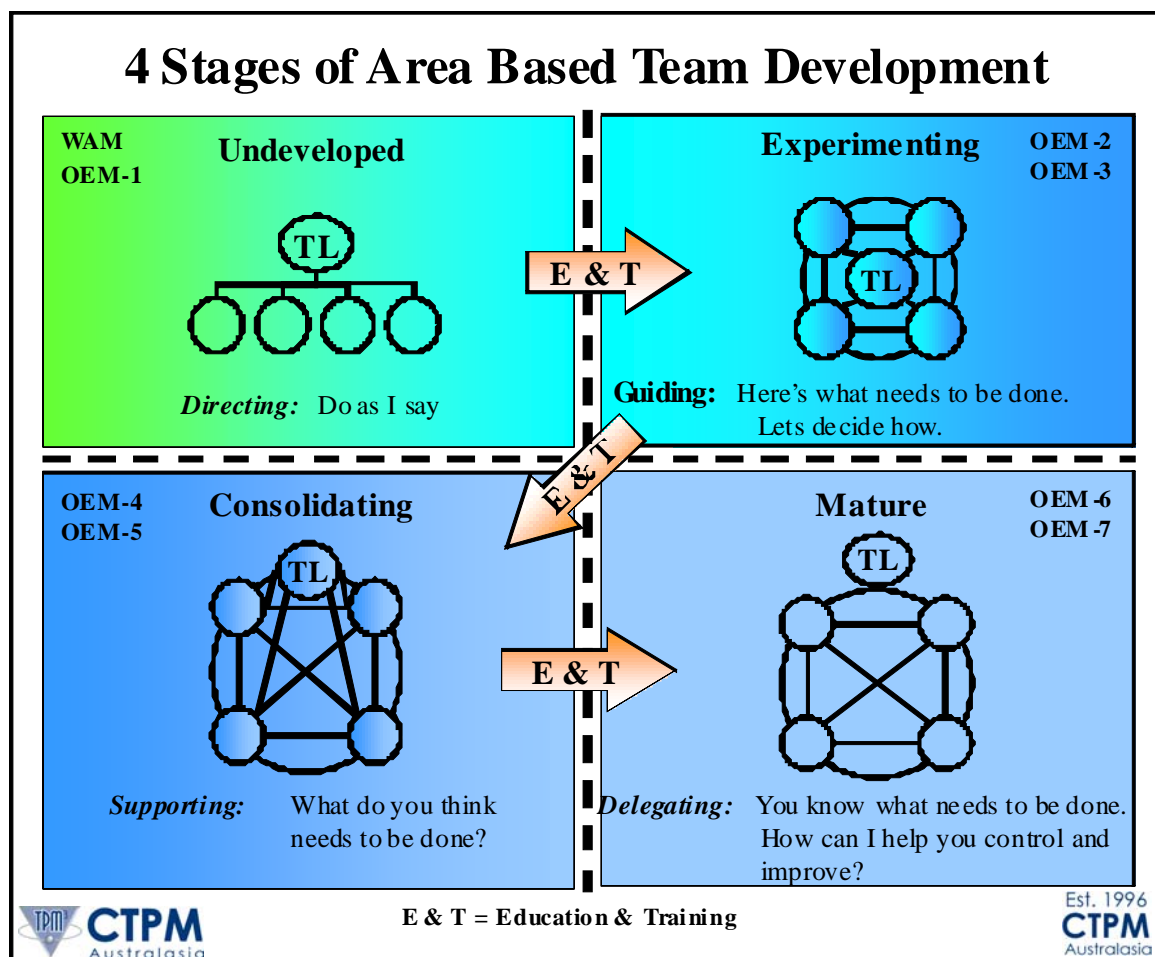 4 Stages of Area Based Team Development
WAM
OEM-1
Undeveloped
TL
Directing: Do as I say
E & T
Experimenting
OEM-2
OEM-3
TL
Guiding: Here's what needs to be done.
Lets decide how.
E & T
OEM-4
OEM-5
Consolidating
TL
Supporting: What do you think
needs to be done?
E & T
Mature
OEM-6
OEM-7
TL
Delegating: You know what needs to be done.
How can I help you control and
improve?
TPM3 CTPM
Australasia
E & T = Education & Training
Est. 1996
CTPM
Australasia